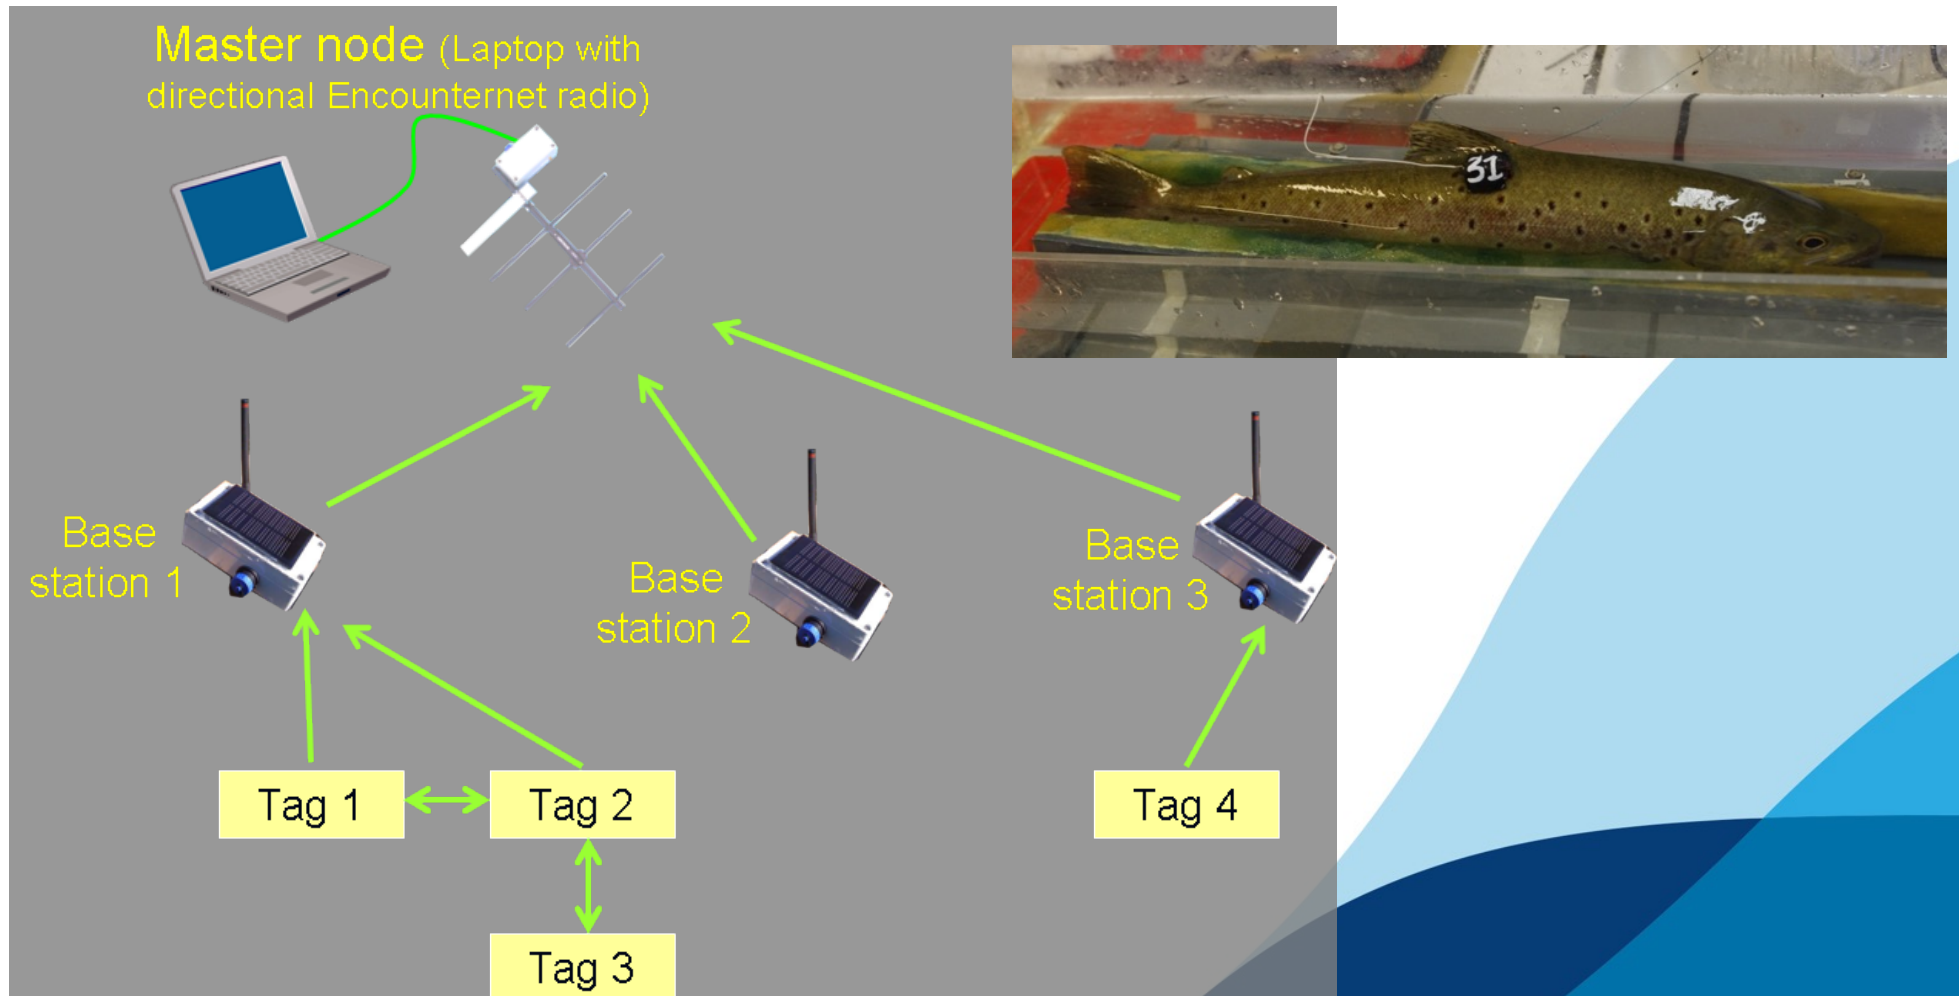 Master node (Laptop with
directional Encounternet radio)
31
Base
station 1
Base
station 2
Base
station 3
Tag 1
Tag 2
Tag 4
Tag 3